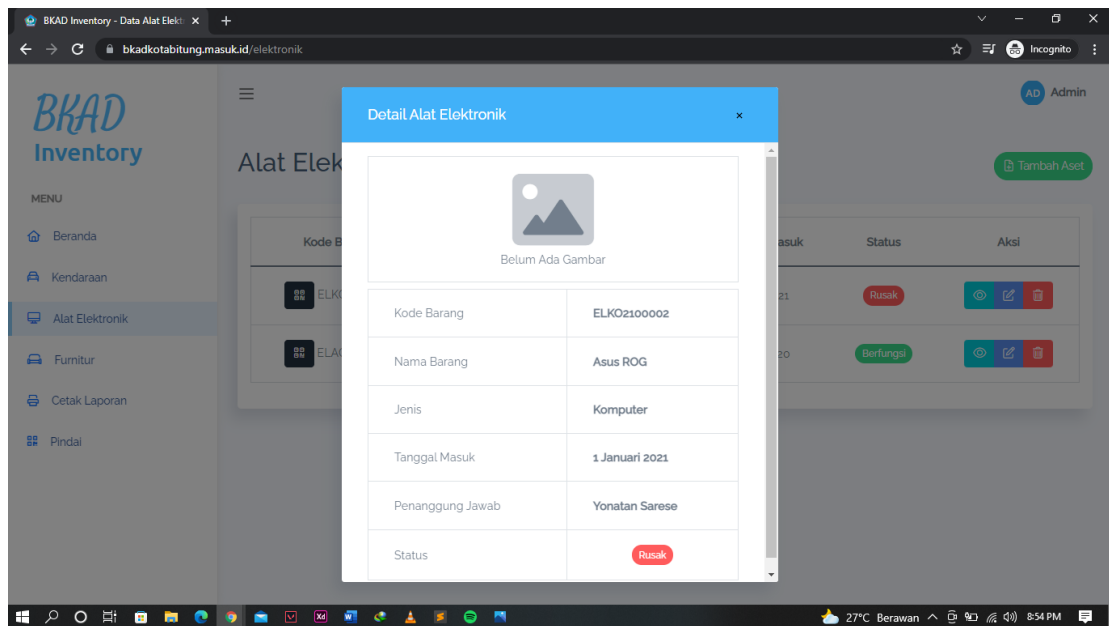 BKAD Inventory - Data Alat Elekt
bkadkotabitung.masuk.id/elektronik
Incognito
BKAD
Inventory
MENU
Beranda
Kendaraan
Alat Elektronik
Furnitur
Cetak Laporan
Pindai
AD Admin
Alat Elek
Tambah Aset
Kode B
asuk
Status
Aksi
ELKO
21
Rusak
ELA
20
Berfungsi
Detail Alat Elektronik
Belum Ada Gambar
Kode Barang ELKO2100002
Nama Barang Asus ROG
Jenis Komputer
Tanggal Masuk 1 Januari 2021
Penanggung Jawab Yonatan Sarese
Status Rusak
27°C Berawan
8:54 PM